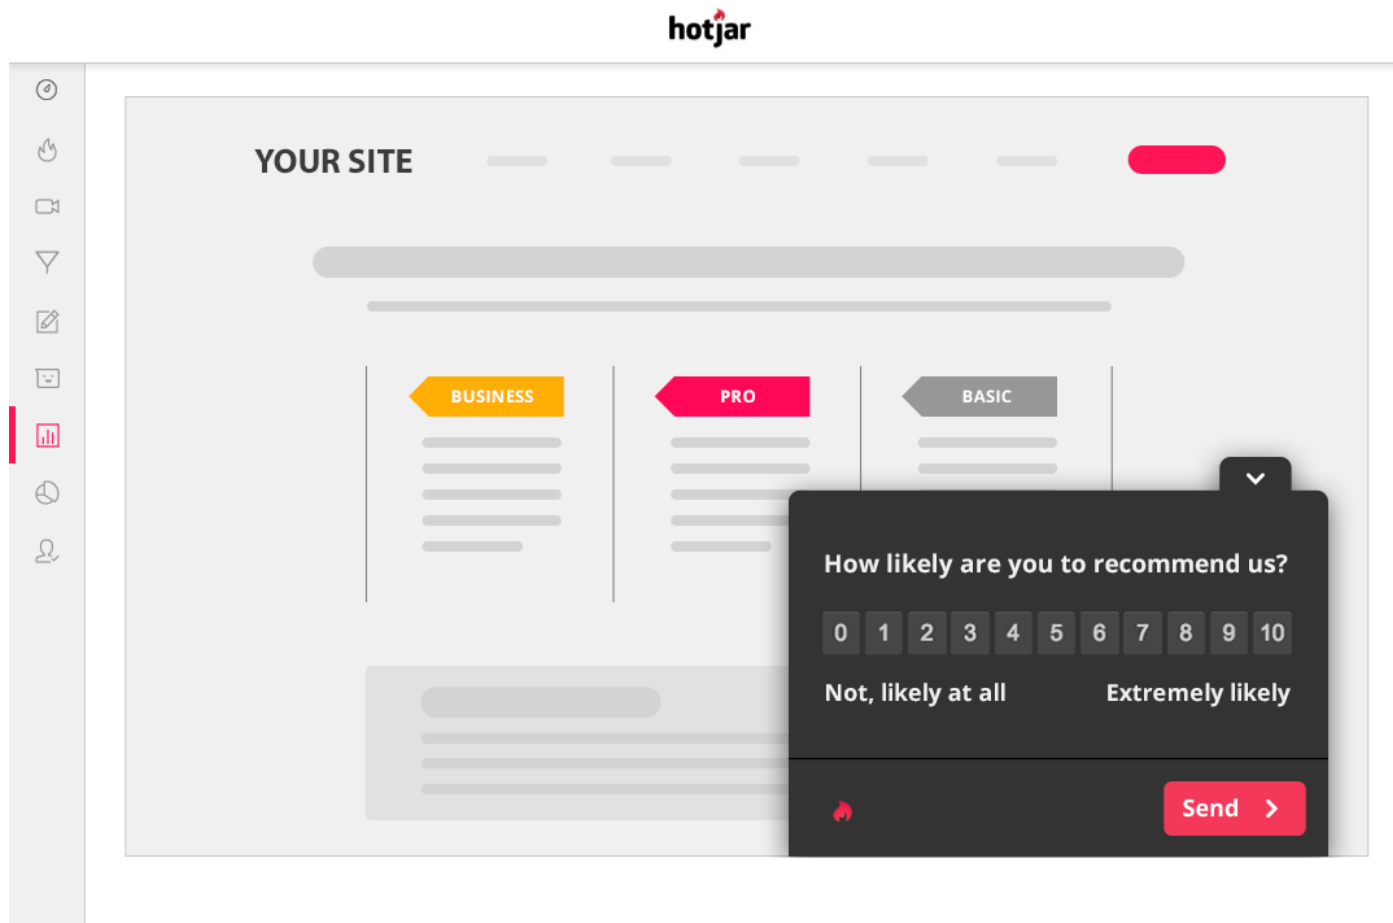 hotjar
YOUR SITE
BUSINESS PRO BASIC
How likely are you to recommend us?
0 1 2 3 4 5 6 7 8 9 10
Not, likely at all Extremely likely
Send